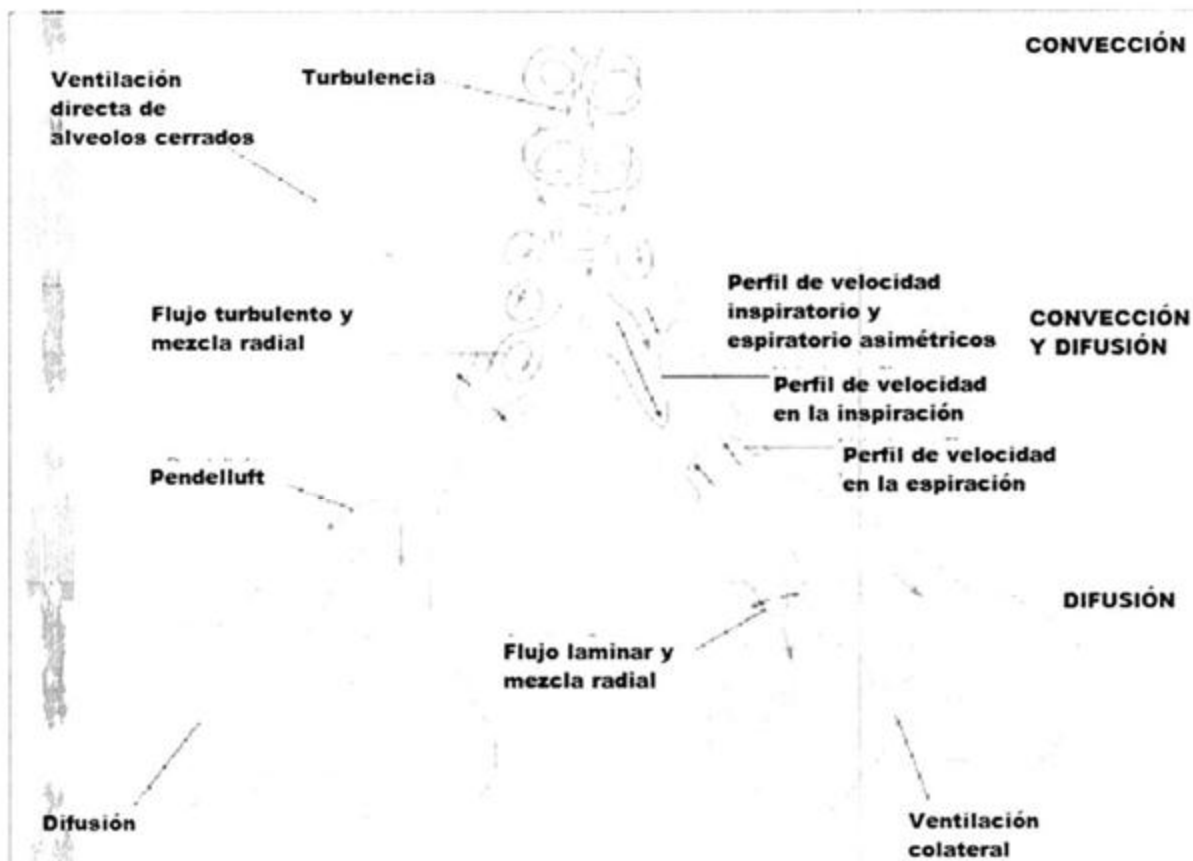 CONVECCIÓN
Ventilación
directa de
alveolos cerrados
Turbulencia
Flujo turbulento y
mezcla radial
Perfil de velocidad
inspiratorio y
espiratorio asimétricos
CONVECCIÓN
Y DIFUSIÓN
Perfil de velocidad
en la inspiración
Pendelluft
Perfil de velocidad
en la espiración
DIFUSIÓN
Flujo laminar y
mezcla radial
Difusión
Ventilación
colateral